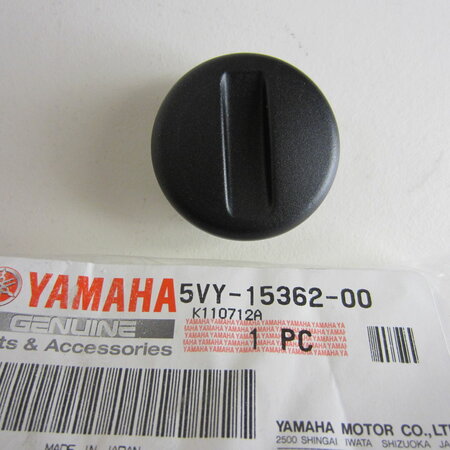 YAMAHA 5VY-15362-00
GENUINE K110712A
ts & Accessories 1 PC
YAMAHA MOTOR CO.,LT
2500 SHINGAI IWATA SHIZUOKA JA
MADE IN JAPAN